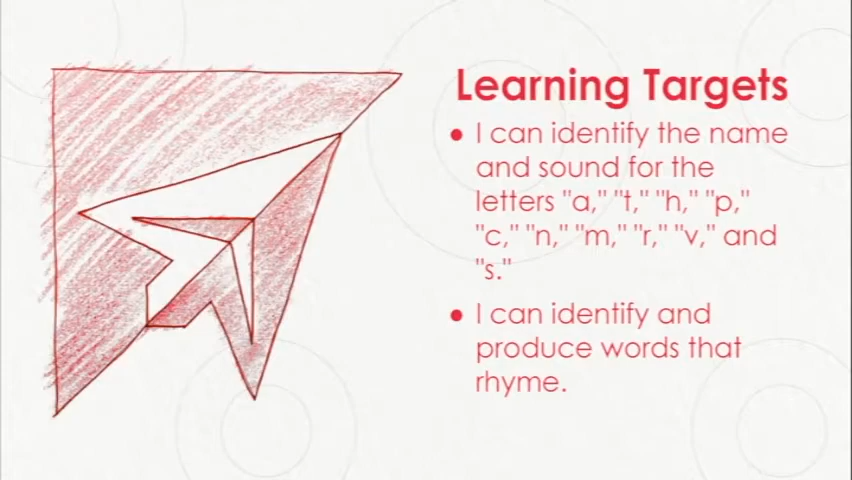 Learning Targets
● I can identify the name
and sound for the
letters "a," "t," "h," "p,"
"c," "n," "m," "r," "v," and
"s."
● I can identify and
produce words that
rhyme.